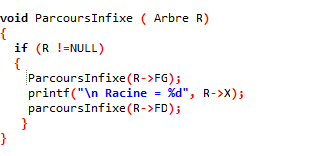 void ParcoursInfixe ( Arbre R)
{
if (R !=NULL)
{
ParcoursInfixe(R->FG);
printf("\n Racine = %d", R->X);
parcoursInfixe(R->FD);
}
}